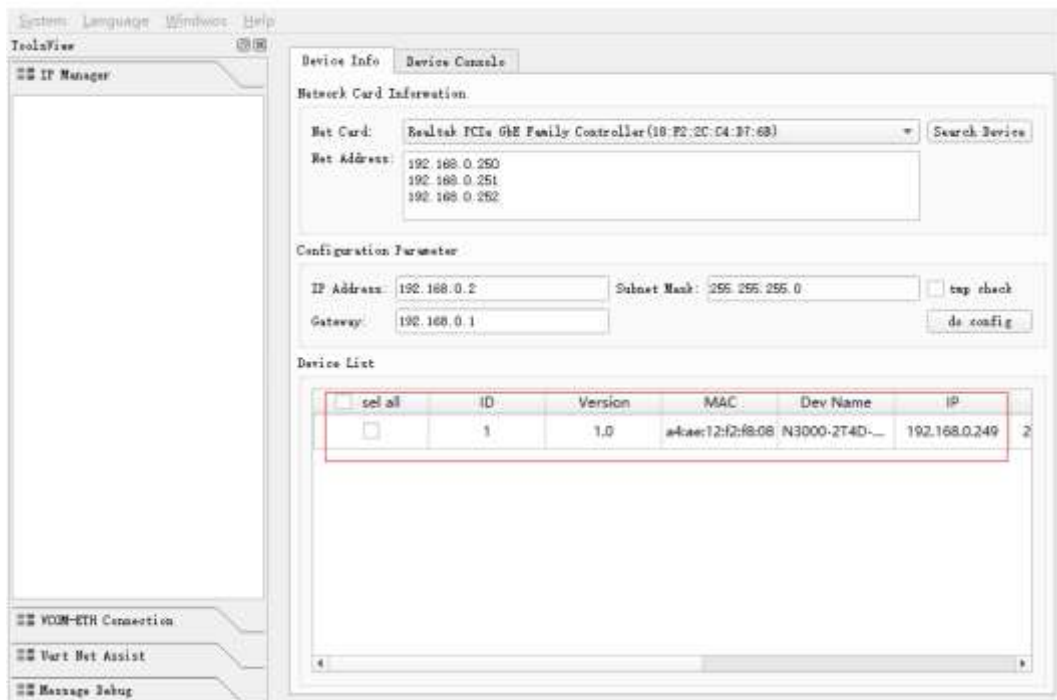 System Language Windwios Help
ToolsView
IP Manager
Device Info Device Console
Network Card Information
Net Card: Realtek PCIe GbE Family Controller(18:F2:2C:C4:D7:6B) Search Device
Net Address: 192.168.0.250
192.168.0.251
192.168.0.252
Configuration Parameter
IP Address: 192.168.0.2 Subnet Mask: 255.255.255.0 tmp check
Gateway: 192.168.0.1 do config
Device List
sel all ID Version MAC Dev Name IP
1 1.0 a4:ae:12:f2:f8:08 N3000-2T4D-... 192.168.0.249 2
VCOM-ETH Connection
Uart Net Assist
Message Debug